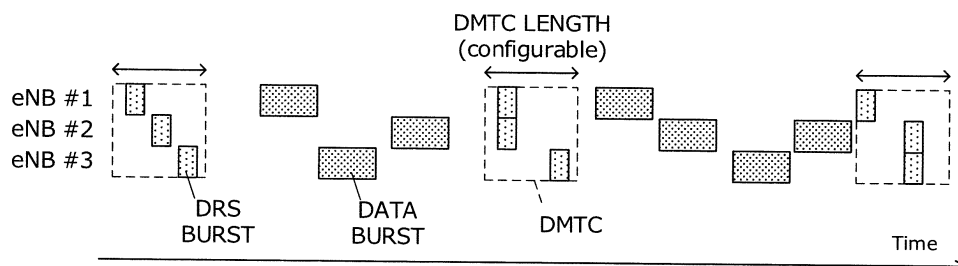 DMTC LENGTH
(configurable)
eNB #1
eNB #2
eNB #3
DRS
BURST
DATA
BURST
DMTC
Time